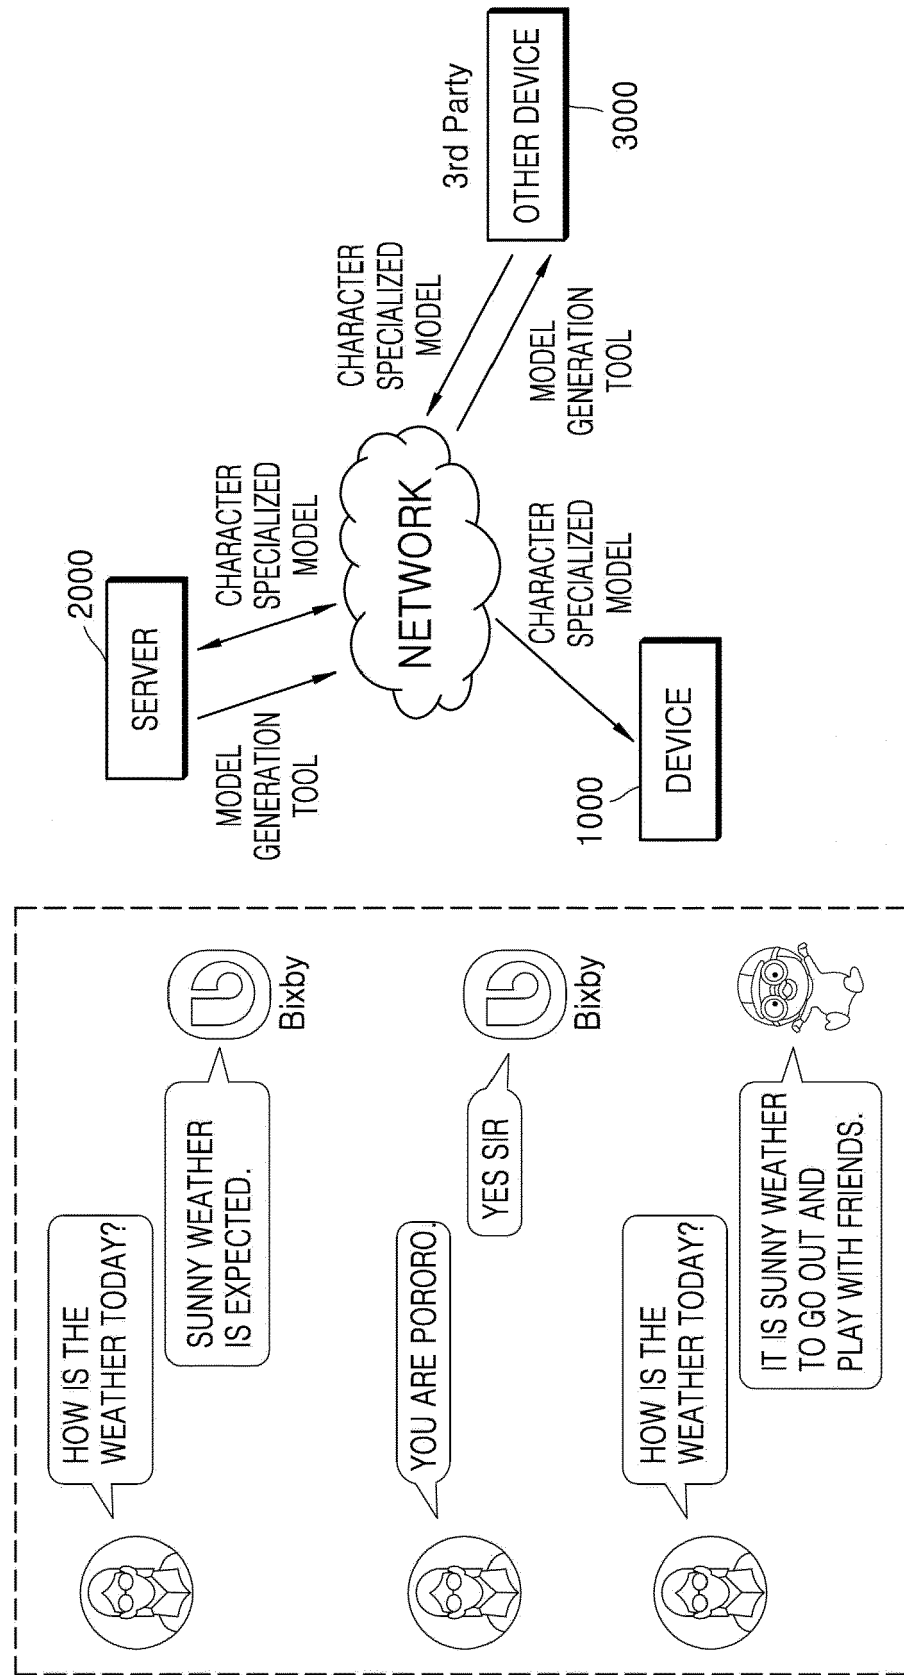 HOW IS THE
WEATHER TODAY?
SUNNY WEATHER
IS EXPECTED.
Bixby
YOU ARE PORORO.
YES SIR
Bixby
HOW IS THE
WEATHER TODAY?
IT IS SUNNY WEATHER
TO GO OUT AND
PLAY WITH FRIENDS.
2000
SERVER
MODEL
GENERATION
TOOL
CHARACTER
SPECIALIZED
MODEL
NETWORK
CHARACTER
SPECIALIZED
MODEL
3rd Party
OTHER DEVICE
3000
MODEL
GENERATION
TOOL
CHARACTER
SPECIALIZED
MODEL
1000
DEVICE